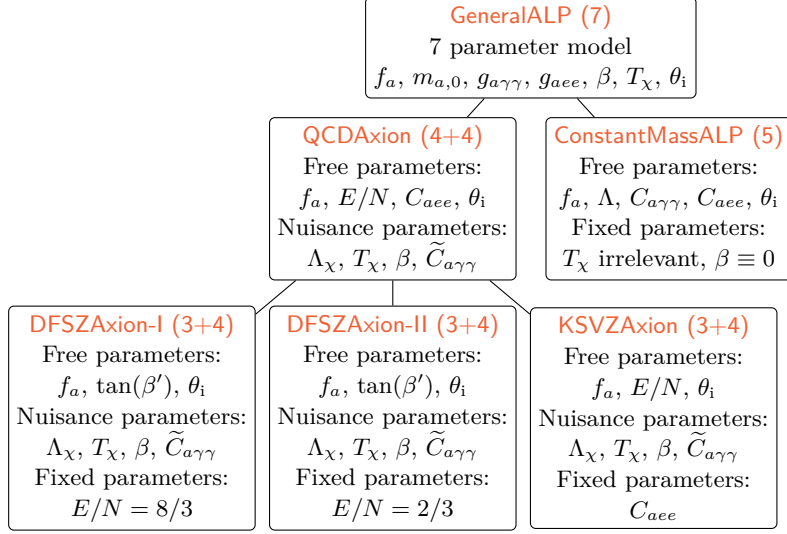 GeneralALP (7)
7 parameter model
f_a, m_{a,0}, g_{aγγ}, g_{aee}, β, T_χ, θ_i
QCDAxion (4+4)
Free parameters:
f_a, E/N, C_{aee}, θ_i
Nuisance parameters:
Λ_χ, T_χ, β, C̃_{aγγ}
ConstantMassALP (5)
Free parameters:
f_a, Λ, C_{aγγ}, C_{aee}, θ_i
Fixed parameters:
T_χ irrelevant, β ≡ 0
DFSZAxion-I (3+4)
Free parameters:
f_a, tan(β′), θ_i
Nuisance parameters:
Λ_χ, T_χ, β, C̃_{aγγ}
Fixed parameters:
E/N = 8/3
DFSZAxion-II (3+4)
Free parameters:
f_a, tan(β′), θ_i
Nuisance parameters:
Λ_χ, T_χ, β, C̃_{aγγ}
Fixed parameters:
E/N = 2/3
KSVZAxion (3+4)
Free parameters:
f_a, E/N, θ_i
Nuisance parameters:
Λ_χ, T_χ, β, C̃_{aγγ}
Fixed parameters:
C_{aee}